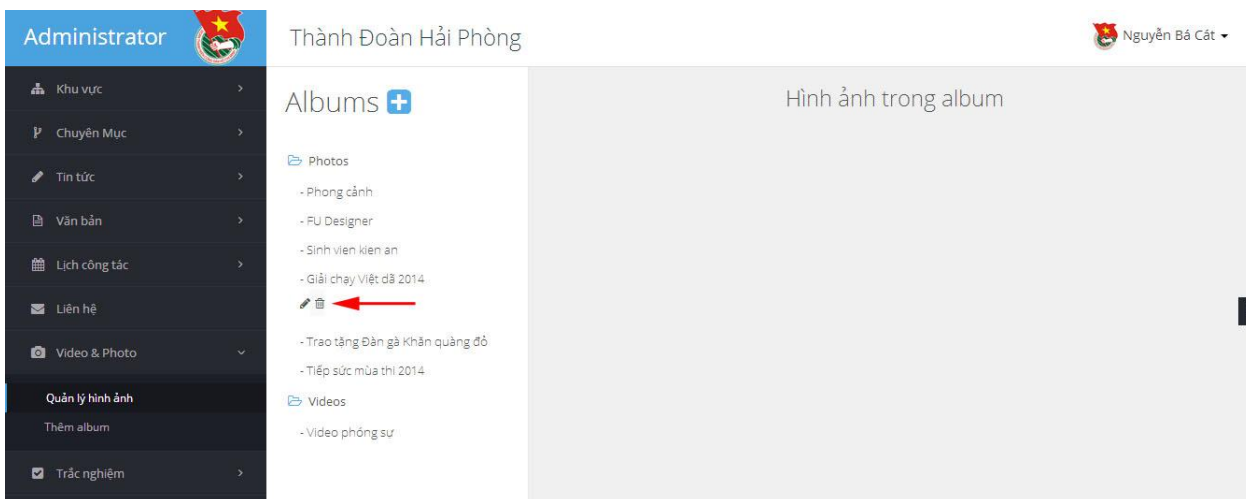 Administrator
Thành Đoàn Hải Phòng
Nguyễn Bá Cát
Khu vực
Chuyên Mục
Tin tức
Văn bản
Lịch công tác
Liên hệ
Video & Photo
Quản lý hình ảnh
Thêm album
Trắc nghiệm
Albums
Photos
- Phong cảnh
- FU Designer
- Sinh vien kien an
- Giải chạy Việt dã 2014
- Trao tặng Đàn gà Khăn quàng đỏ
- Tiếp sức mùa thi 2014
Videos
- Video phóng sự
Hình ảnh trong album